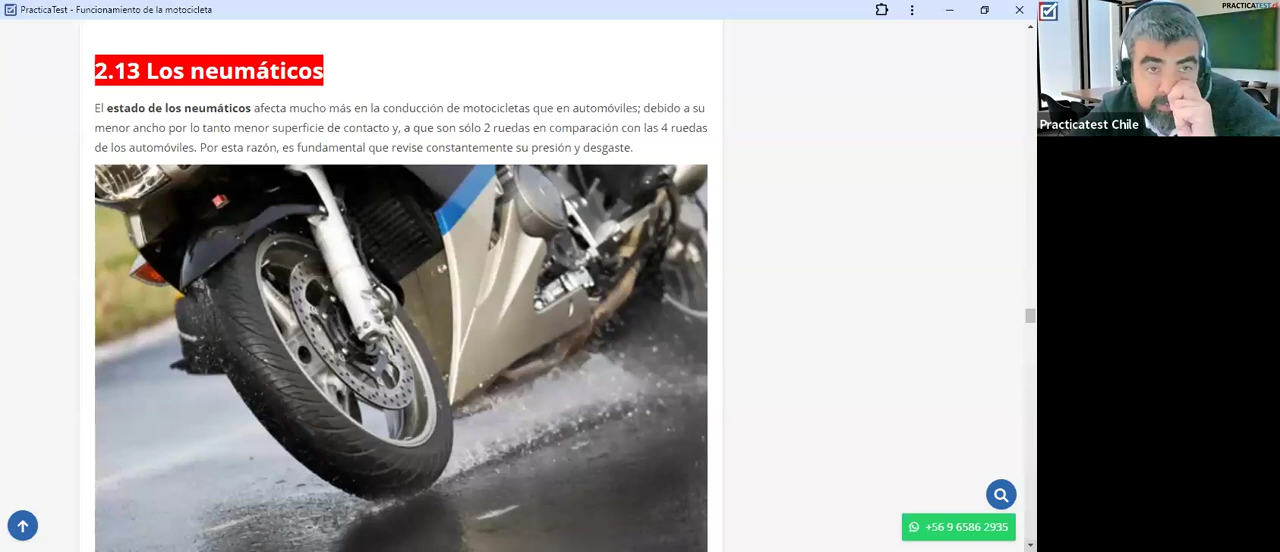 PracticaTest - Funcionamiento de la motocicleta
PRACTICATEST
2.13 Los neumáticos
El estado de los neumáticos afecta mucho más en la conducción de motocicletas que en automóviles; debido a su
menor ancho por lo tanto menor superficie de contacto y, a que son sólo 2 ruedas en comparación con las 4 ruedas
de los automóviles. Por esta razón, es fundamental que revise constantemente su presión y desgaste.
Practicatest Chile
+56 9 6586 2935